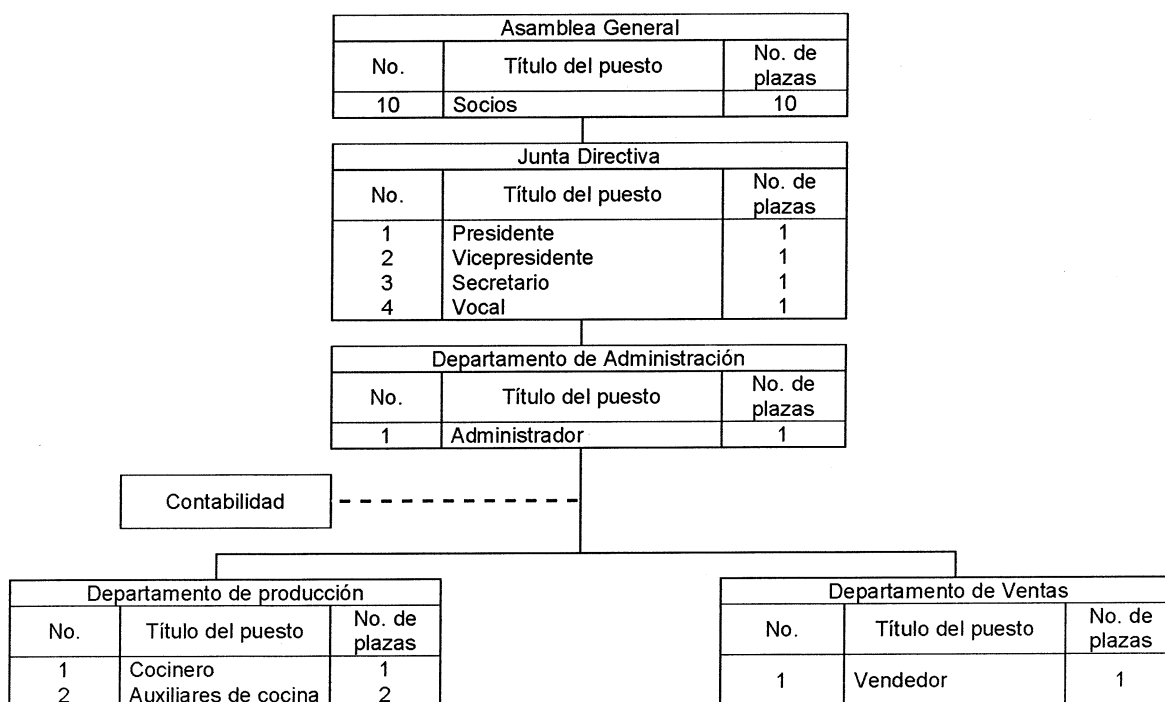 Asamblea General
No. Título del puesto No. de plazas
10 Socios 10
Junta Directiva
No. Título del puesto No. de plazas
1 Presidente 1
2 Vicepresidente 1
3 Secretario 1
4 Vocal 1
Departamento de Administración
No. Título del puesto No. de plazas
1 Administrador 1
Contabilidad
Departamento de producción
No. Título del puesto No. de plazas
1 Cocinero 1
2 Auxiliares de cocina 2
Departamento de Ventas
No. Título del puesto No. de plazas
1 Vendedor 1